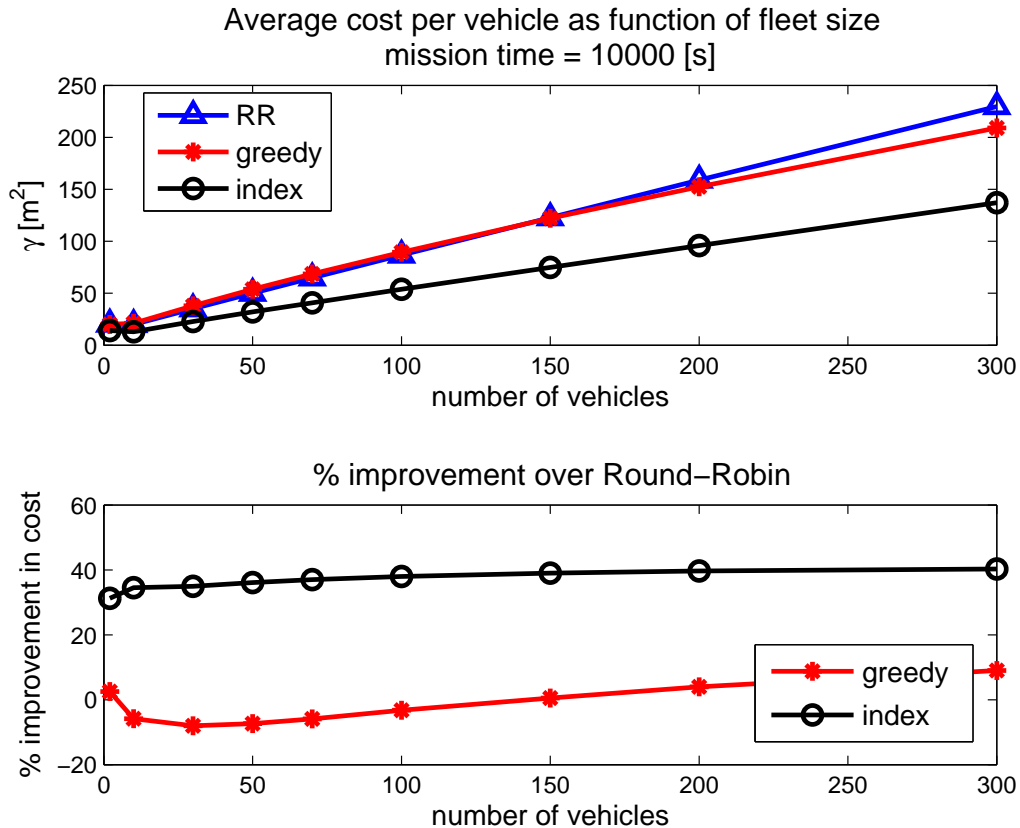 Average cost per vehicle as function of fleet size
mission time = 10000 [s]
250
200
150
100
50
0
γ [m²]
RR
greedy
index
0 50 100 150 200 250 300
number of vehicles
% improvement over Round−Robin
60
40
20
0
−20
% improvement in cost
greedy
index
0 50 100 150 200 250 300
number of vehicles